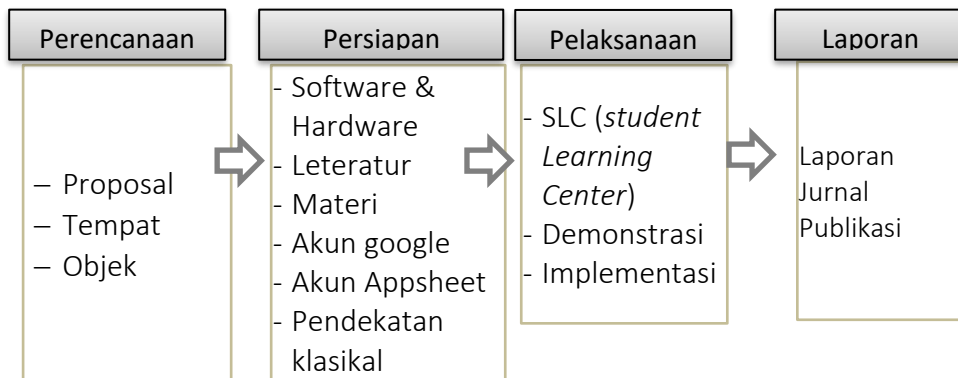 Perencanaan
– Proposal
– Tempat
– Objek
Persiapan
- Software &
Hardware
- Leteratur
- Materi
- Akun google
- Akun Appsheet
- Pendekatan
klasikal
Pelaksanaan
- SLC (student
Learning
Center)
- Demonstrasi
- Implementasi
Laporan
Laporan
Jurnal
Publikasi